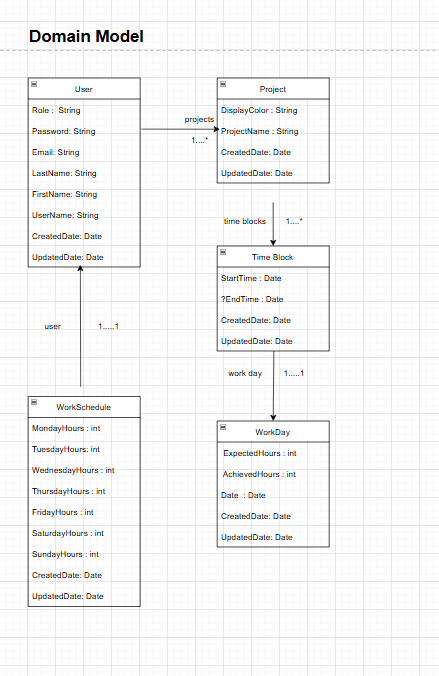 Domain Model
User
Role : String
Password: String
Email: String
LastName: String
FirstName: String
UserName: String
CreatedDate: Date
UpdatedDate: Date
projects
1....*
Project
DisplayColor : String
ProjectName : String
CreatedDate: Date
UpdatedDate: Date
time blocks
1....*
Time Block
StartTime : Date
?EndTime : Date
CreatedDate: Date
UpdatedDate: Date
user
1.....1
work day
1.....1
WorkSchedule
MondayHours : int
TuesdayHours: int
WednesdayHours : int
ThursdayHours : int
FridayHours : int
SaturdayHours : int
SundayHours : int
CreatedDate: Date
UpdatedDate: Date
WorkDay
ExpectedHours : int
AchievedHours : int
Date : Date
CreatedDate: Date
UpdatedDate: Date